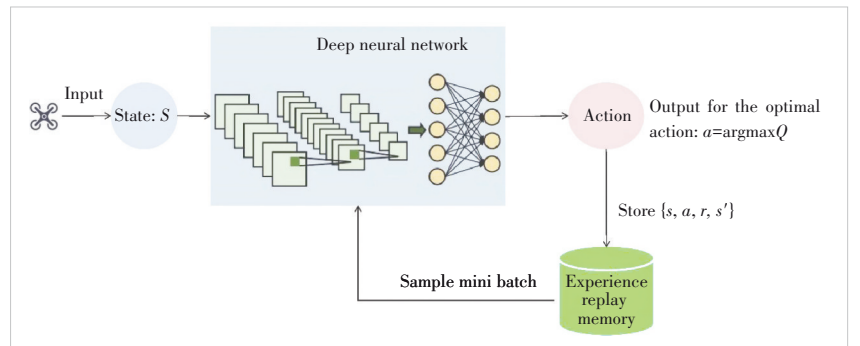 Deep neural network
Input
State: S
Action
Output for the optimal
action: a=argmaxQ
Store {s, a, r, s′}
Sample mini batch
Experience
replay
memory